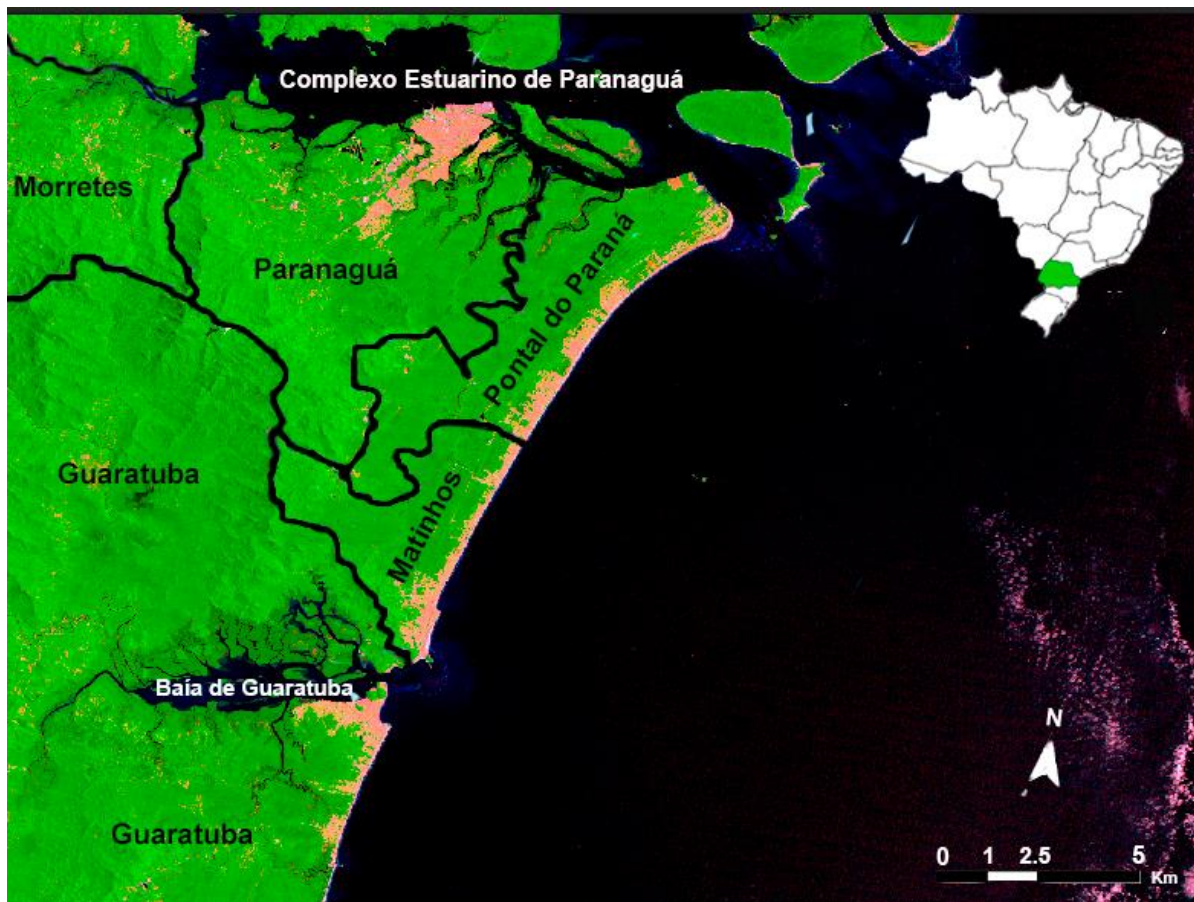 Complexo Estuarino de Paranaguá
Morretes
Paranaguá
Pontal do Paraná
Guaratuba
Matinhos
Baía de Guaratuba
Guaratuba
N
0 1 2.5 5
Km